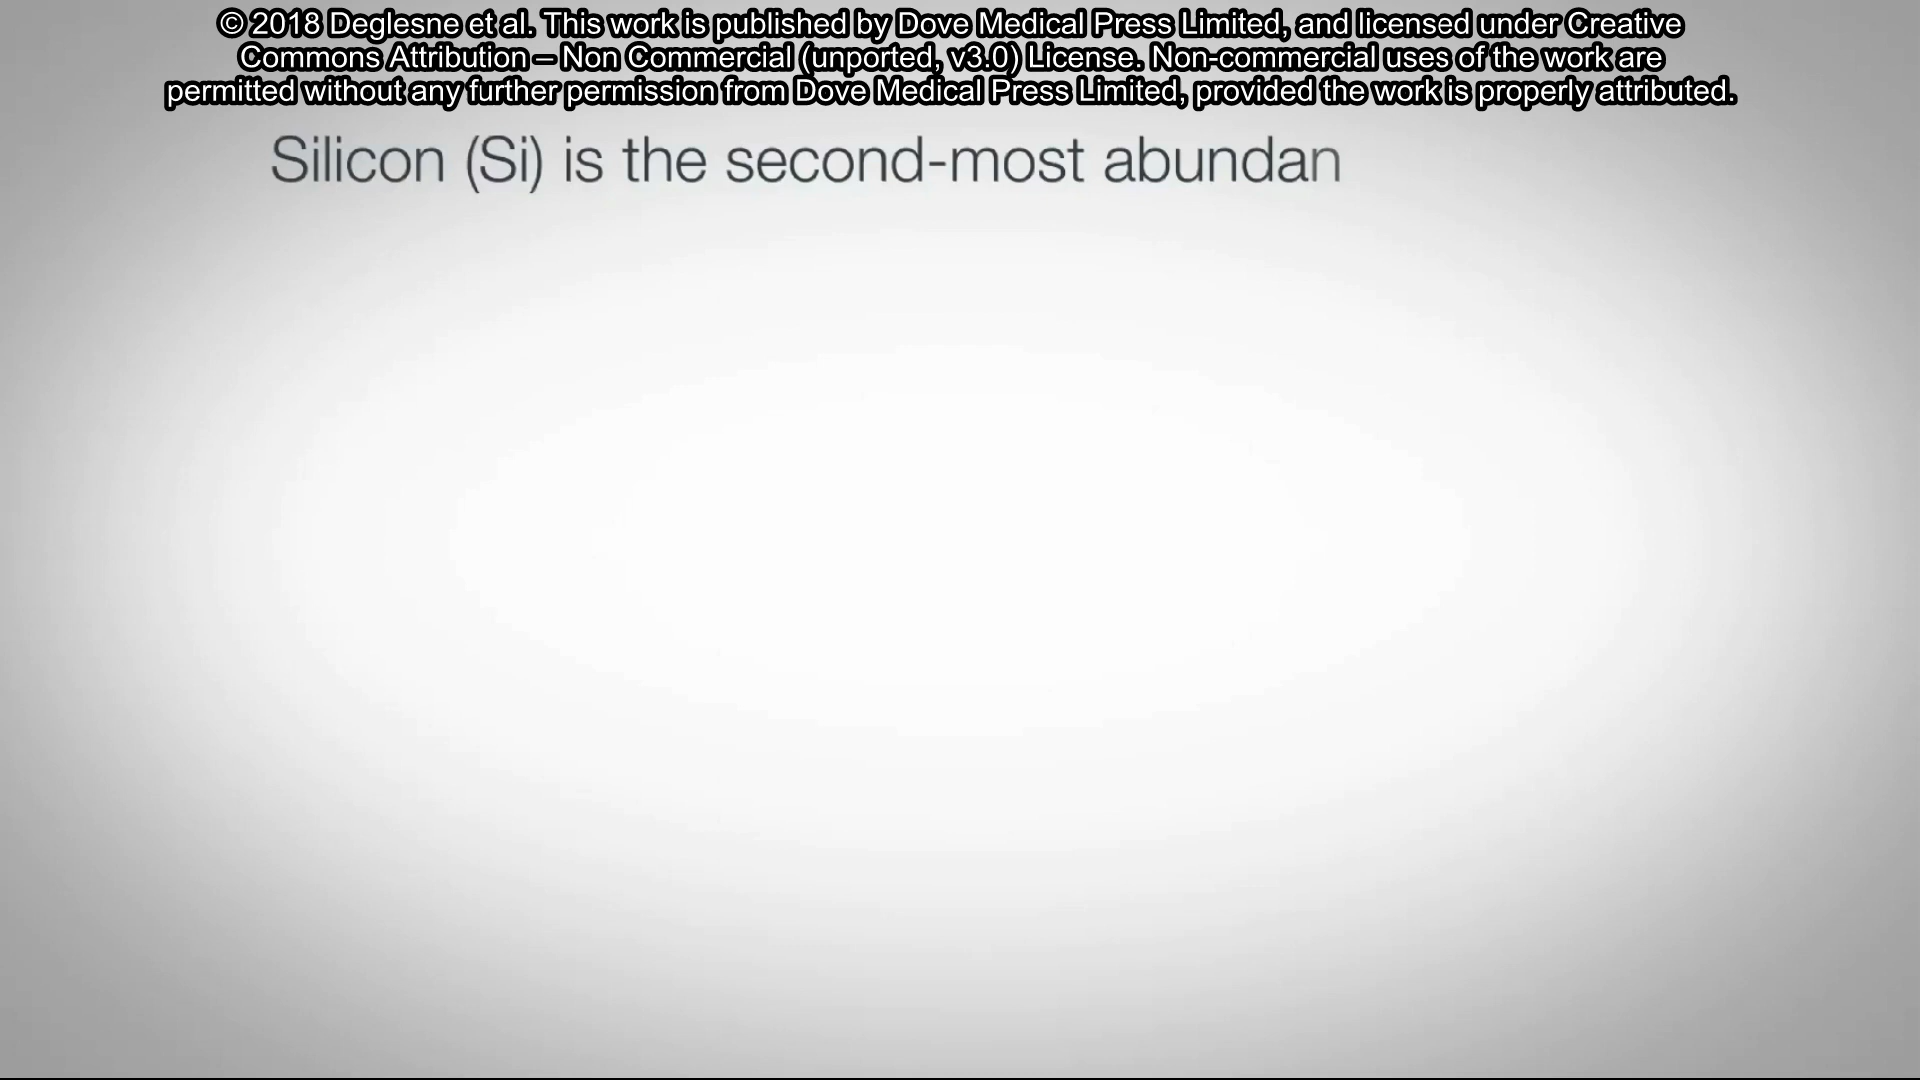 © 2018 Deglesne et al. This work is published by Dove Medical Press Limited, and licensed under Creative
Commons Attribution – Non Commercial (unported, v3.0) License. Non-commercial uses of the work are
permitted without any further permission from Dove Medical Press Limited, provided the work is properly attributed.
Silicon (Si) is the second-most abundan